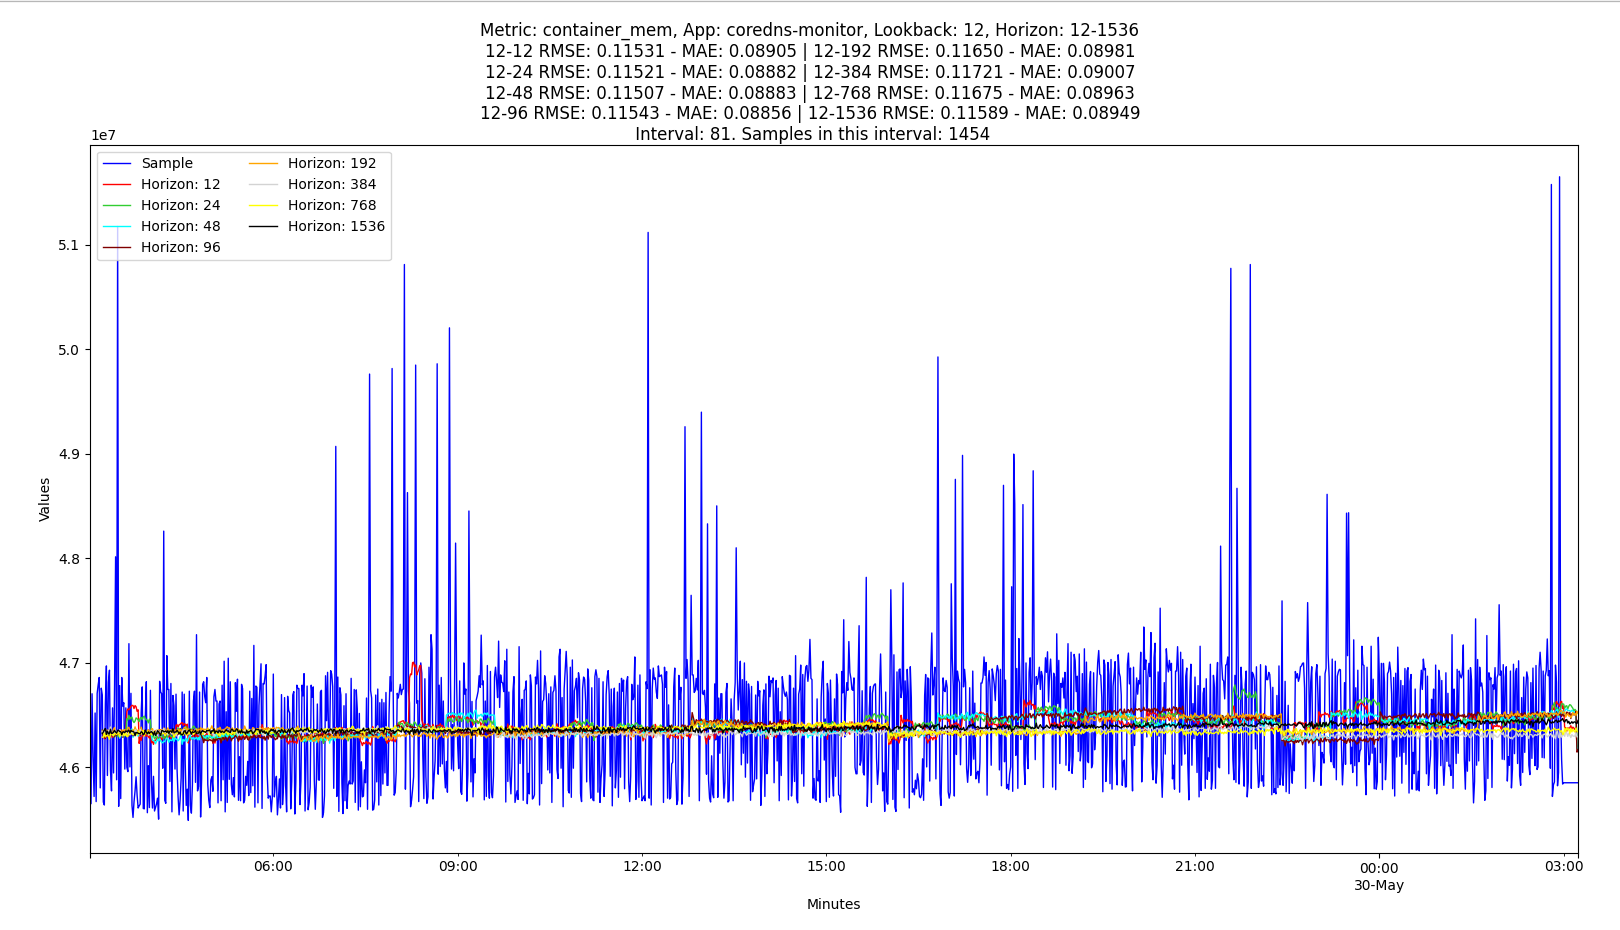 Metric: container_mem, App: coredns-monitor, Lookback: 12, Horizon: 12-1536
12-12 RMSE: 0.11531 - MAE: 0.08905 | 12-192 RMSE: 0.11650 - MAE: 0.08981
12-24 RMSE: 0.11521 - MAE: 0.08882 | 12-384 RMSE: 0.11721 - MAE: 0.09007
12-48 RMSE: 0.11507 - MAE: 0.08883 | 12-768 RMSE: 0.11675 - MAE: 0.08963
12-96 RMSE: 0.11543 - MAE: 0.08856 | 12-1536 RMSE: 0.11589 - MAE: 0.08949
Interval: 81. Samples in this interval: 1454
1e7
Sample
Horizon: 12
Horizon: 24
Horizon: 48
Horizon: 96
Horizon: 192
Horizon: 384
Horizon: 768
Horizon: 1536
5.1
5.0
4.9
4.8
4.7
4.6
Values
06:00
09:00
12:00
15:00
18:00
21:00
00:00
30-May
03:00
Minutes